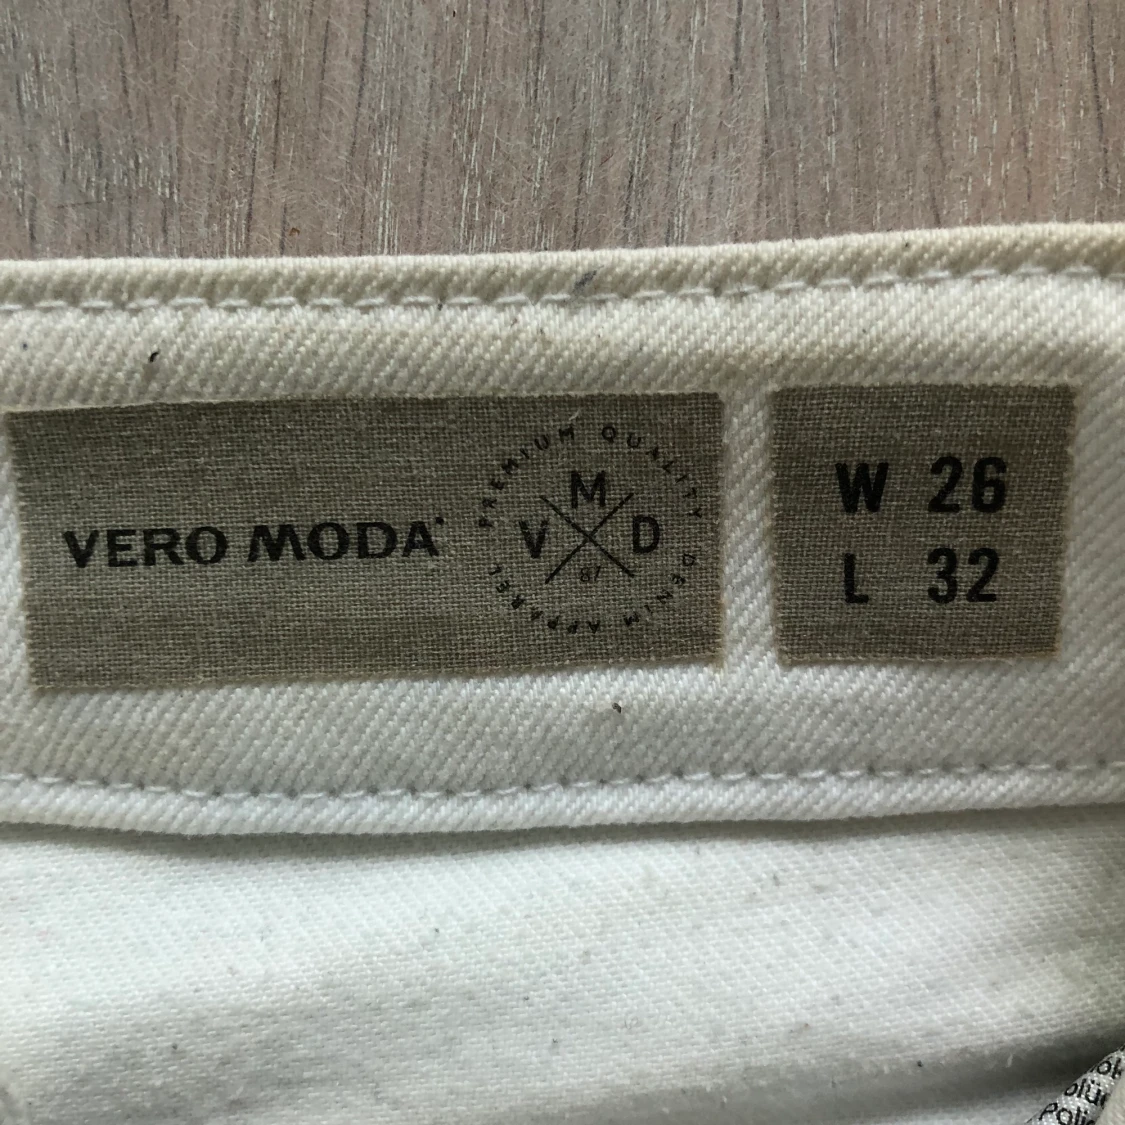 VERO MODA
PREMIUM QUALITY DENIM APPAREL
M
V D
87
W 26
L 32